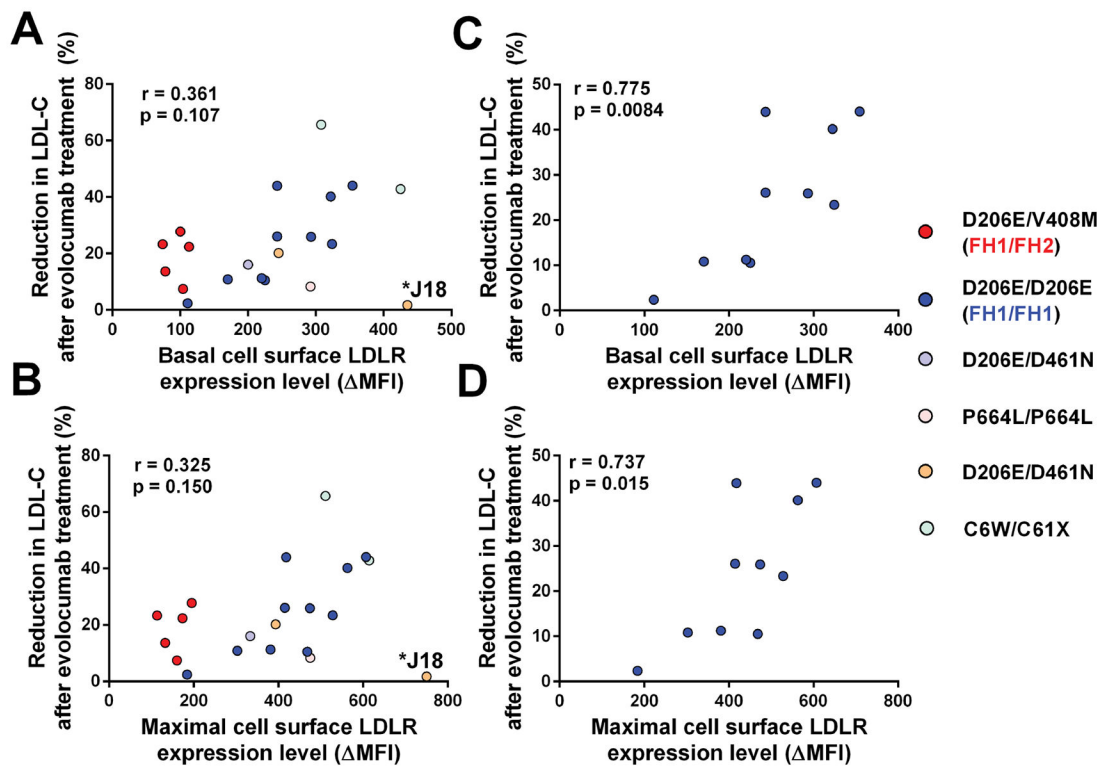 A
Reduction in LDL-C
after evolocumab treatment (%)
80
60
40
20
0
r = 0.361
p = 0.107
*J18
0 100 200 300 400 500
Basal cell surface LDLR
expression level (ΔMFI)
B
Reduction in LDL-C
after evolocumab treatment (%)
80
60
40
20
0
r = 0.325
p = 0.150
*J18
0 200 400 600 800
Maximal cell surface LDLR
expression level (ΔMFI)
C
Reduction in LDL-C
after evolocumab treatment (%)
50
40
30
20
10
0
r = 0.775
p = 0.0084
0 100 200 300 400
Basal cell surface LDLR
expression level (ΔMFI)
D
Reduction in LDL-C
after evolocumab treatment (%)
50
40
30
20
10
0
r = 0.737
p = 0.015
0 200 400 600 800
Maximal cell surface LDLR
expression level (ΔMFI)
D206E/V408M
(FH1/FH2)
D206E/D206E
(FH1/FH1)
D206E/D461N
P664L/P664L
D206E/D461N
C6W/C61X